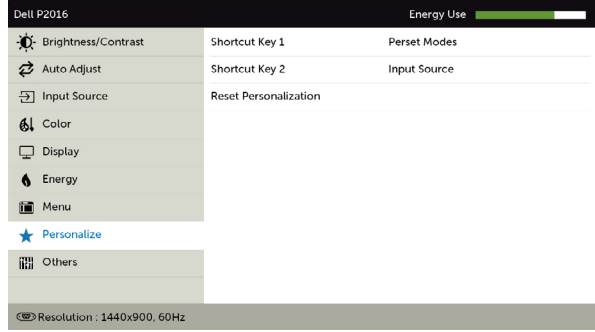 Dell P2016 Energy Use
Brightness/Contrast Shortcut Key 1 Perset Modes
Auto Adjust Shortcut Key 2 Input Source
Input Source Reset Personalization
Color
Display
Energy
Menu
Personalize
Others
Resolution : 1440x900, 60Hz